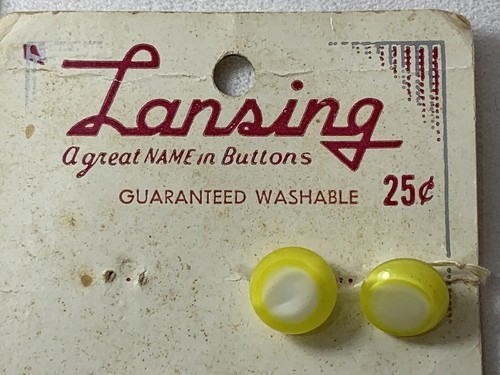 Lansing
A great NAME in Buttons
GUARANTEED WASHABLE 25¢